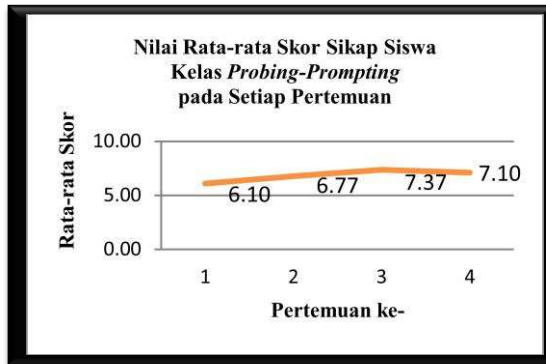 Nilai Rata-rata Skor Sikap Siswa
Kelas Probing-Prompting
pada Setiap Pertemuan
Rata-rata Skor
10.00
5.00
0.00
6.10
6.77
7.37
7.10
1 2 3 4
Pertemuan ke-